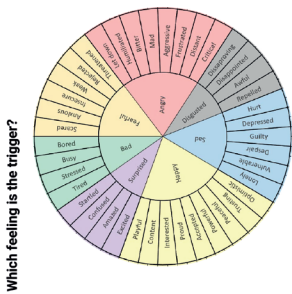 Which feeling is the trigger?
Angry
Disgusted
Sad
Happy
Surprised
Bad
Fearful
Let down
Humiliated
Bitter
Mad
Aggressive
Frustrated
Distant
Critical
Disapproving
Disappointed
Awful
Repelled
Hurt
Depressed
Guilty
Despair
Vulnerable
Lonely
Optimistic
Trusting
Peaceful
Powerful
Accepted
Proud
Interested
Content
Playful
Excited
Amazed
Confused
Startled
Tired
Stressed
Busy
Bored
Scared
Anxious
Insecure
Weak
Rejected
Threatened